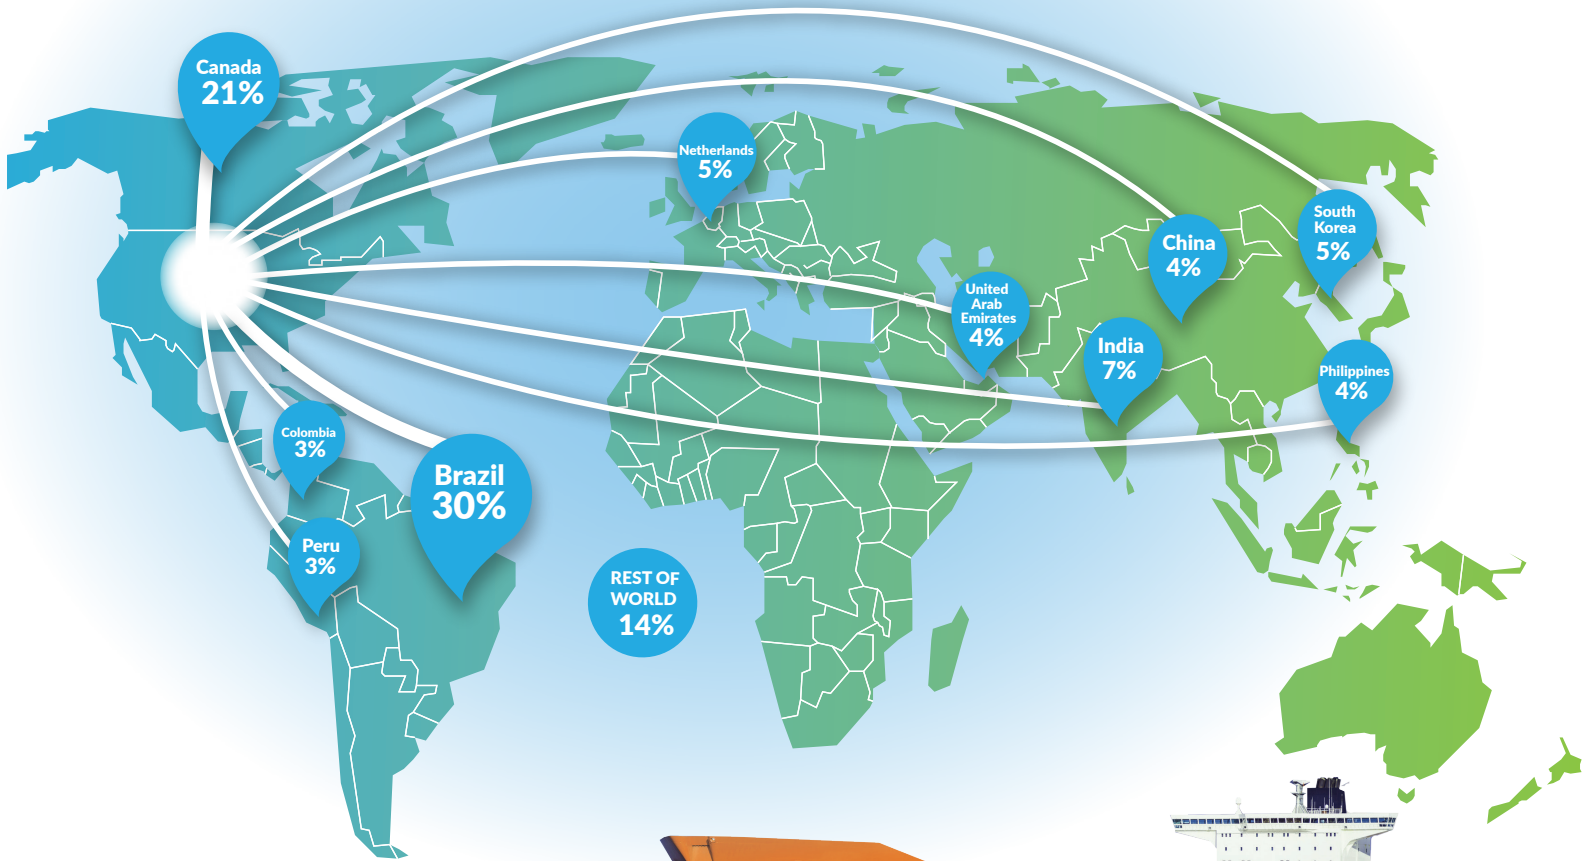 Canada
21%
Netherlands
5%
South
Korea
5%
China
4%
United
Arab
Emirates
4%
India
7%
Philippines
4%
Colombia
3%
Brazil
30%
Peru
3%
REST OF
WORLD
14%